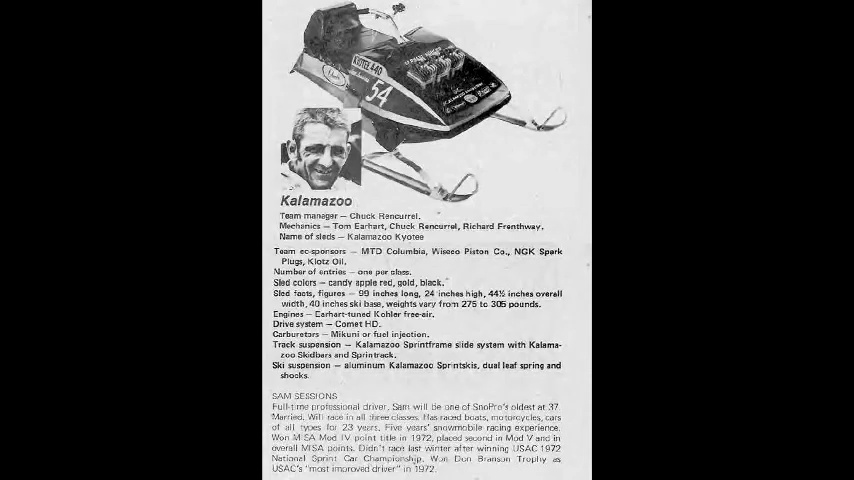 KYOTEE 440
54
Kalamazoo
Team manager — Chuck Rencurrel.
Mechanics — Tom Earhart, Chuck Rencurrel, Richard Frenthway.
Name of sleds — Kalamazoo Kyotee
Team co-sponsors — MTD Columbia, Wiseco Piston Co., NGK Spark
Plugs, Klotz Oil.
Number of entries — one per class.
Sled colors — candy apple red, gold, black.
Sled facts, figures — 99 inches long, 24 inches high, 44½ inches overall
width, 40 inches ski base, weights vary from 275 to 305 pounds.
Engines — Earhart-tuned Kohler free-air.
Drive system — Comet HD.
Carburetors — Mikuni or fuel injection.
Track suspension — Kalamazoo Sprintframe slide system with Kalama-
zoo Skidbars and Sprintrack.
Ski suspension — aluminum Kalamazoo Sprintskis, dual leaf spring and
shocks.
SAM SESSIONS
Full-time professional driver. Sam will be one of SnoPro's oldest at 37.
Married. Will race in all three classes. Has raced boats, motorcycles, cars
of all types for 23 years. Five years' snowmobile racing experience.
Won MISA Mod IV point title in 1972, placed second in Mod V and in
overall MISA points. Didn't race last winter after winning USAC 1972
National Sprint Car Championship. Won Don Branson Trophy as
USAC's "most improved driver" in 1972.